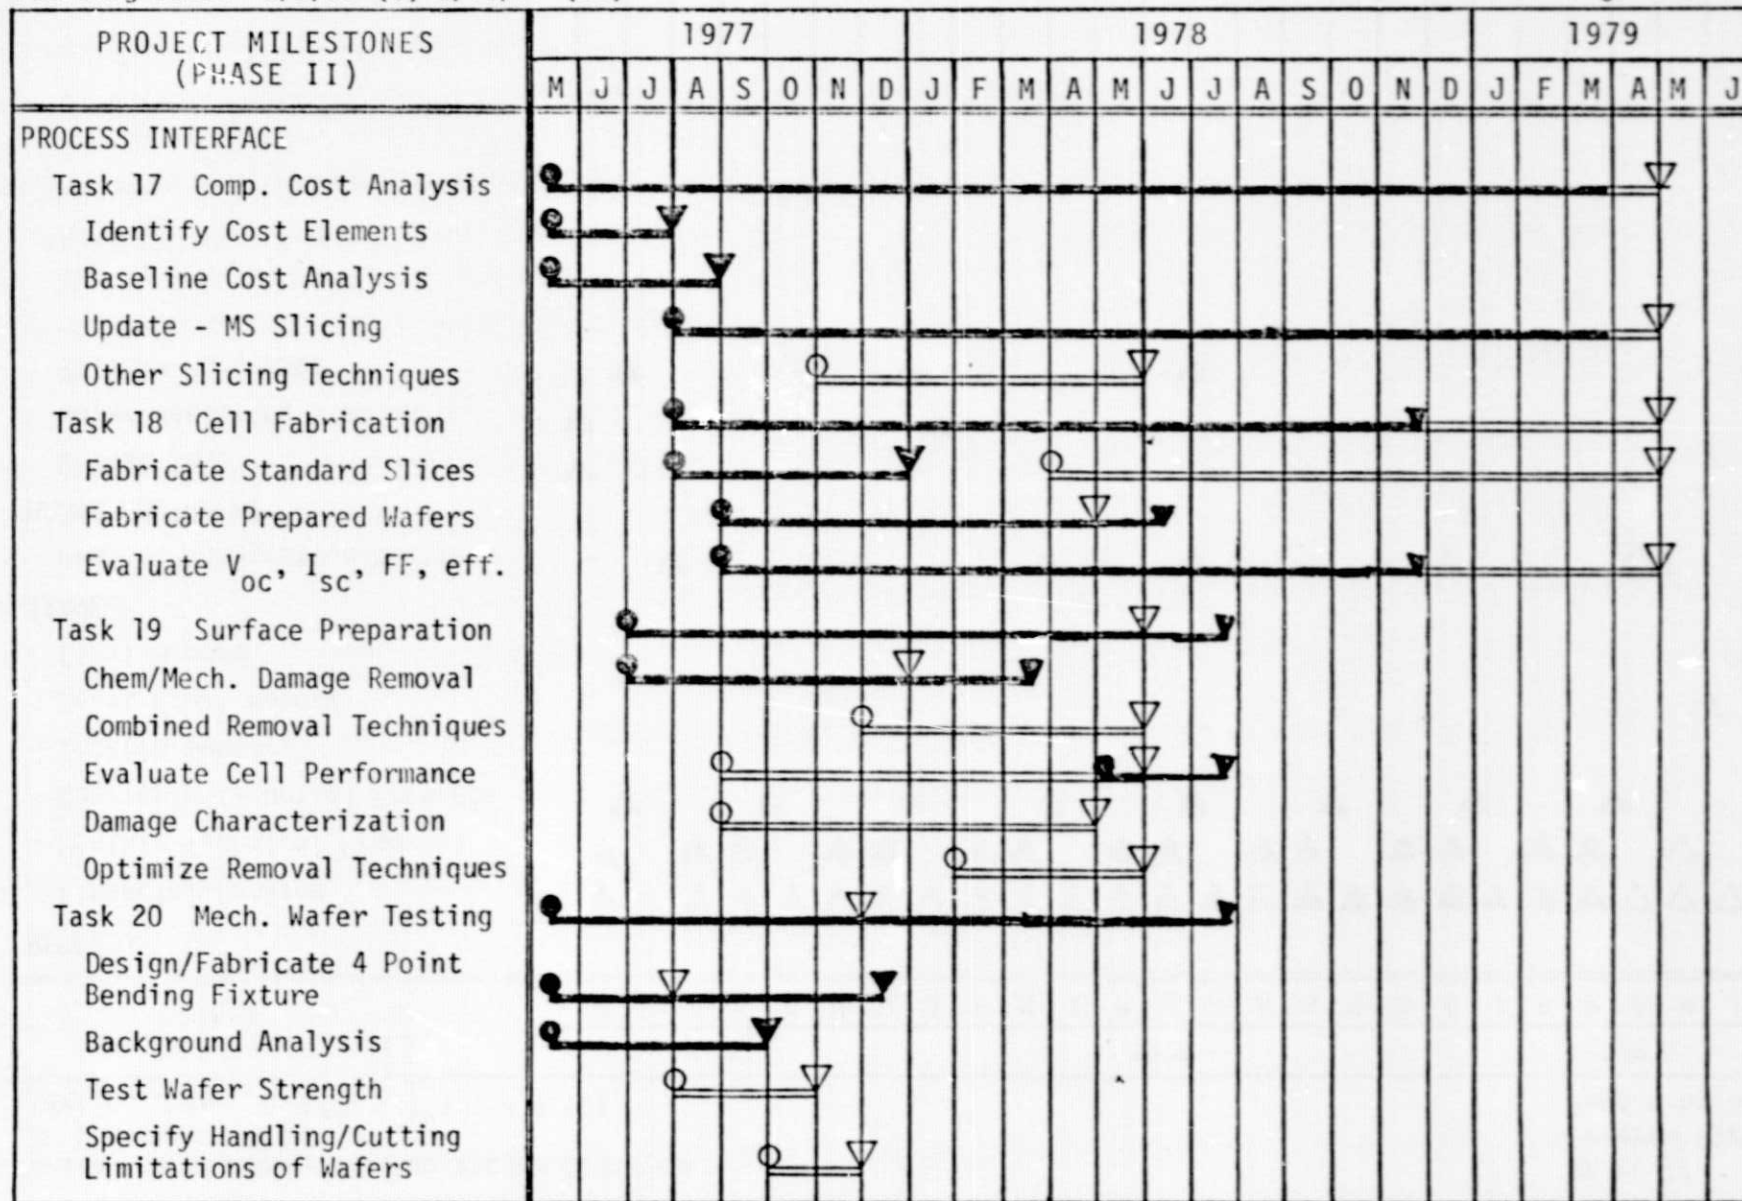 PROJECT MILESTONES
(PHASE II)
1977 1978 1979
M J J A S O N D J F M A M J J A S O N D J F M A M J
PROCESS INTERFACE
Task 17 Comp. Cost Analysis
Identify Cost Elements
Baseline Cost Analysis
Update - MS Slicing
Other Slicing Techniques
Task 18 Cell Fabrication
Fabricate Standard Slices
Fabricate Prepared Wafers
Evaluate Voc, Isc, FF, eff.
Task 19 Surface Preparation
Chem/Mech. Damage Removal
Combined Removal Techniques
Evaluate Cell Performance
Damage Characterization
Optimize Removal Techniques
Task 20 Mech. Wafer Testing
Design/Fabricate 4 Point
Bending Fixture
Background Analysis
Test Wafer Strength
Specify Handling/Cutting
Limitations of Wafers